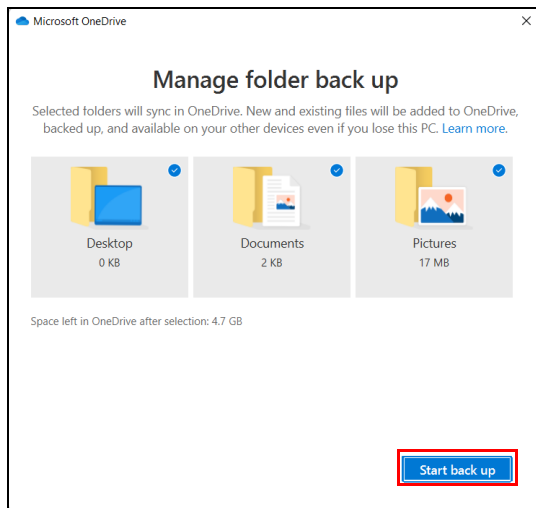 Microsoft OneDrive
Manage folder back up
Selected folders will sync in OneDrive. New and existing files will be added to OneDrive,
backed up, and available on your other devices even if you lose this PC. Learn more.
Desktop
0 KB
Documents
2 KB
Pictures
17 MB
Space left in OneDrive after selection: 4.7 GB
Start back up